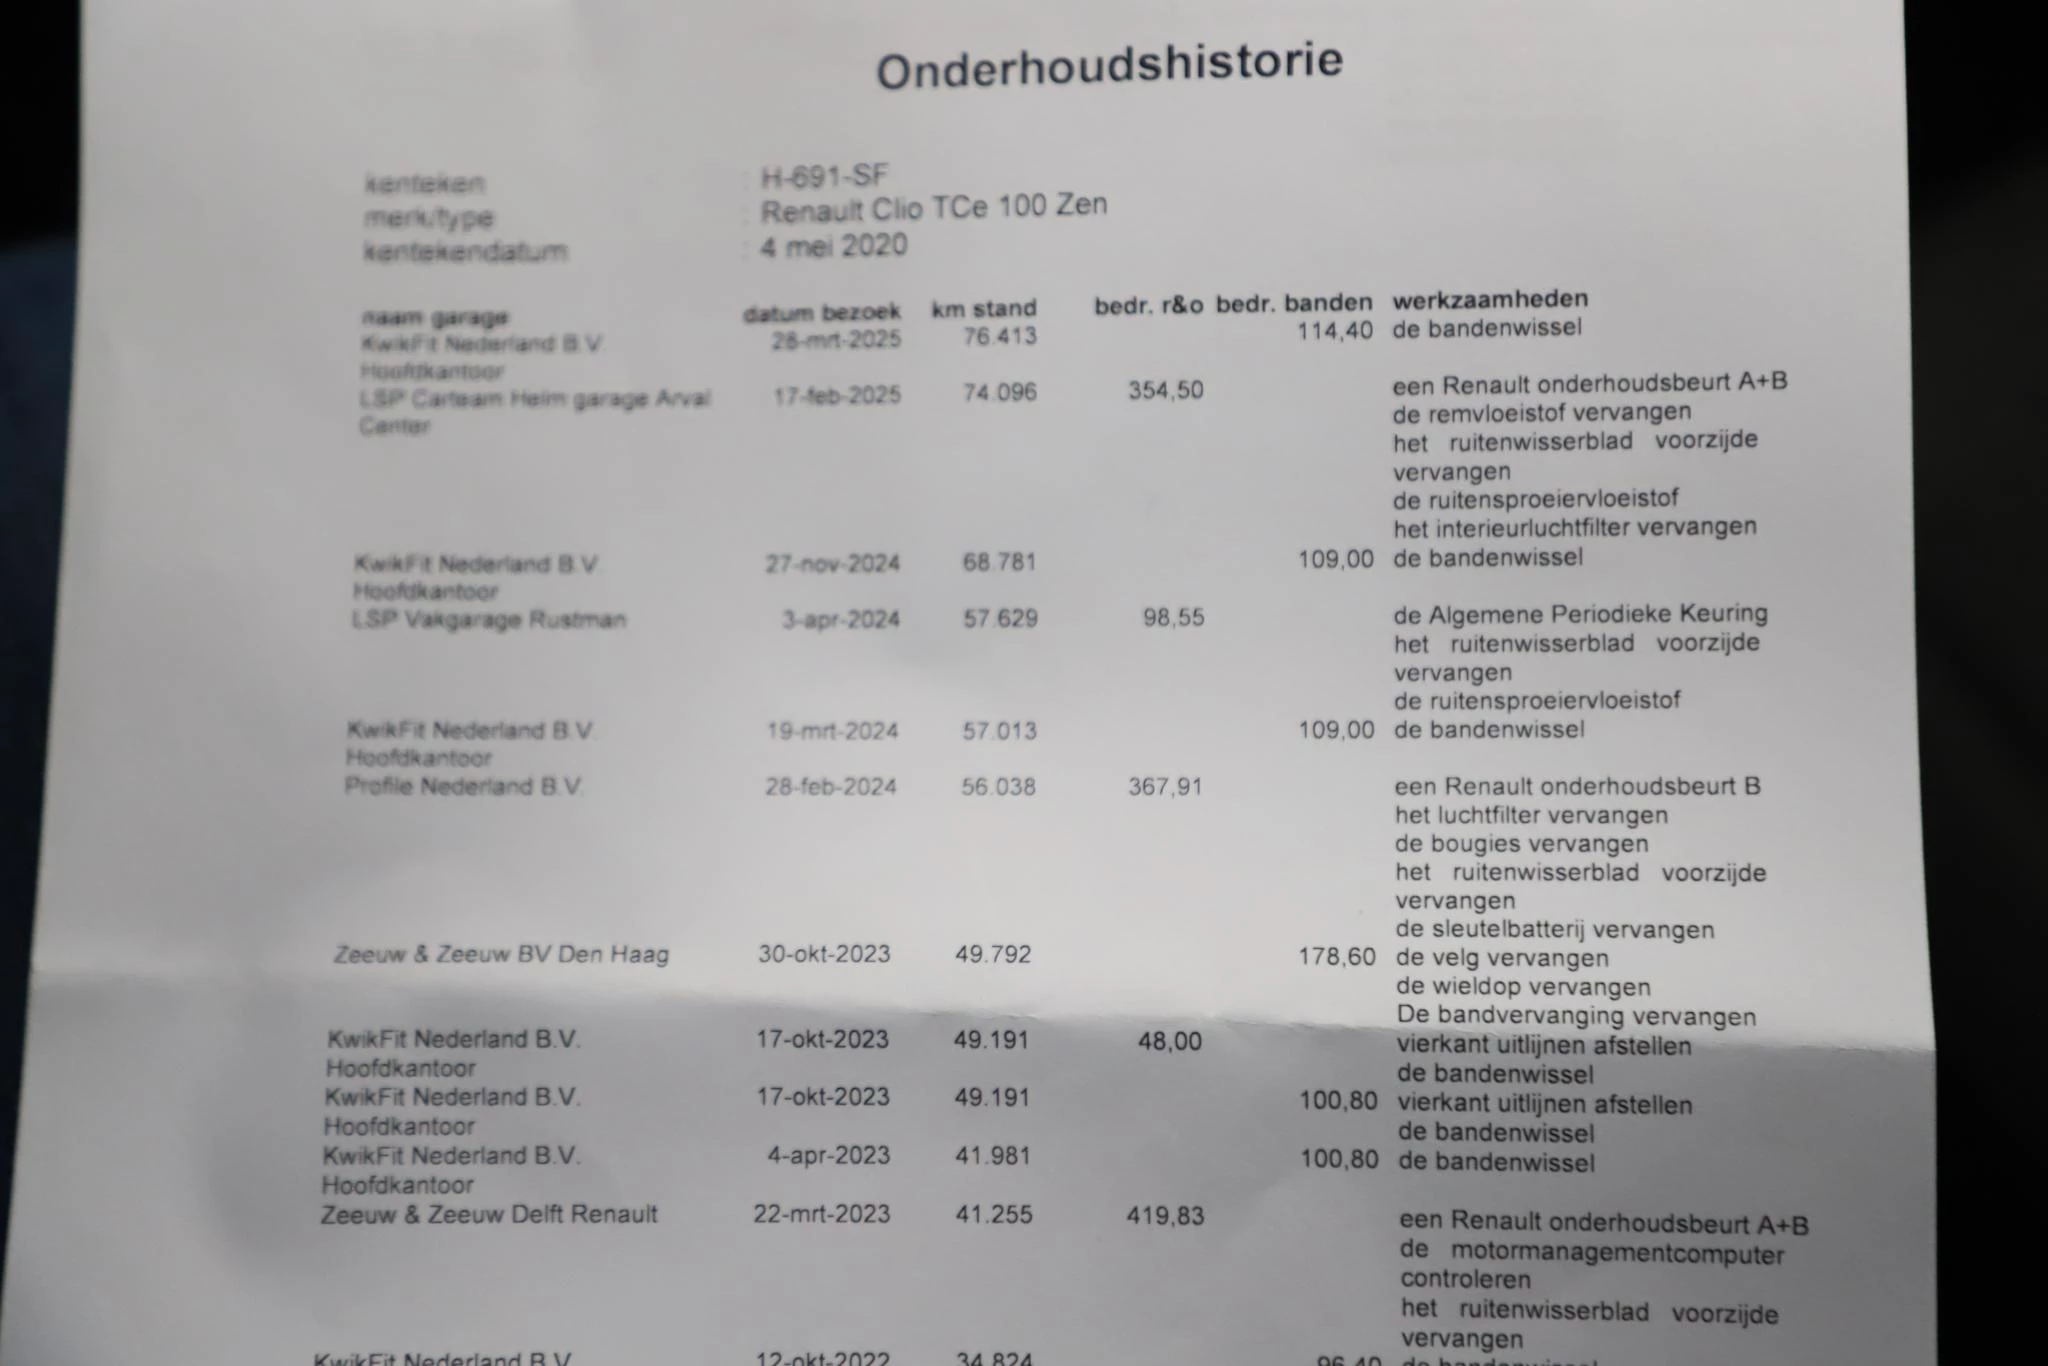 Onderhoudshistorie
kenteken : H-691-SF
merk/type : Renault Clio TCe 100 Zen
kentekendatum : 4 mei 2020
naam garage datum bezoek km stand bedr. r&o bedr. banden werkzaamheden
KwikFit Nederland B.V. 28-mrt-2025 76.413 114,40 de bandenwissel
Hoofdkantoor
LSP Carteam Helm garage Arval 17-feb-2025 74.096 354,50 een Renault onderhoudsbeurt A+B
Center de remvloeistof vervangen
het ruitenwisserblad voorzijde
vervangen
de ruitensproeiervloeistof
het interieurluchtfilter vervangen
KwikFit Nederland B.V. 27-nov-2024 68.781 109,00 de bandenwissel
Hoofdkantoor
LSP Vakgarage Rustman 3-apr-2024 57.629 98,55 de Algemene Periodieke Keuring
het ruitenwisserblad voorzijde
vervangen
de ruitensproeiervloeistof
KwikFit Nederland B.V. 19-mrt-2024 57.013 109,00 de bandenwissel
Hoofdkantoor
Profile Nederland B.V. 28-feb-2024 56.038 367,91 een Renault onderhoudsbeurt B
het luchtfilter vervangen
de bougies vervangen
het ruitenwisserblad voorzijde
vervangen
de sleutelbatterij vervangen
Zeeuw & Zeeuw BV Den Haag 30-okt-2023 49.792 178,60 de velg vervangen
de wieldop vervangen
De bandvervanging vervangen
KwikFit Nederland B.V. 17-okt-2023 49.191 48,00 vierkant uitlijnen afstellen
Hoofdkantoor de bandenwissel
KwikFit Nederland B.V. 17-okt-2023 49.191 100,80 vierkant uitlijnen afstellen
Hoofdkantoor de bandenwissel
KwikFit Nederland B.V. 4-apr-2023 41.981 100,80 de bandenwissel
Hoofdkantoor
Zeeuw & Zeeuw Delft Renault 22-mrt-2023 41.255 419,83 een Renault onderhoudsbeurt A+B
de motormanagementcomputer
controleren
het ruitenwisserblad voorzijde
vervangen
KwikFit Nederland B.V. 12-okt-2022 34.824 96,40 de bandenwissel